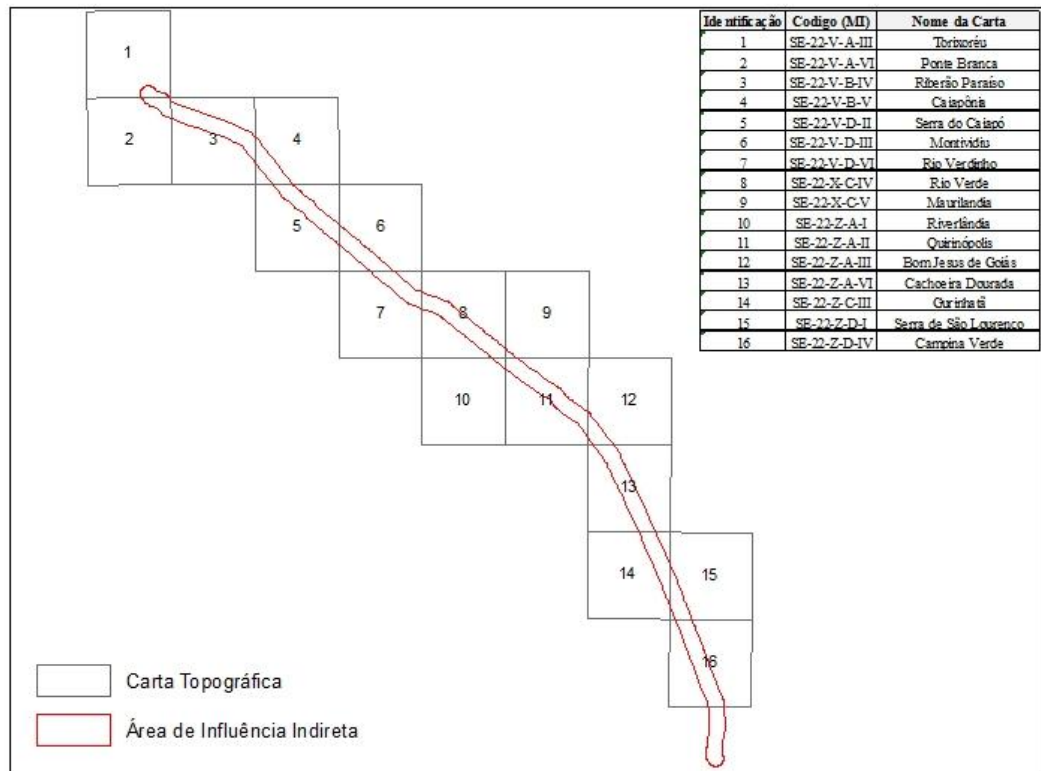 1
2
3
4
5
6
7
8
9
10
11
12
13
14
15
16
Carta Topográfica
Área de Influência Indireta
Identificação Codigo (MI) Nome da Carta
1 SE-22-V-A-III Torixoréu
2 SE-22-V-A-VI Ponte Branca
3 SE-22-V-B-IV Riberão Paraíso
4 SE-22-V-B-V Caiapônia
5 SE-22-V-D-II Serra do Caiapó
6 SE-22-V-D-III Montividiu
7 SE-22-V-D-VI Rio Verdinho
8 SE-22-X-C-IV Rio Verde
9 SE-22-X-C-V Maurilandia
10 SE-22-Z-A-I Riverlândia
11 SE-22-Z-A-II Quirinópolis
12 SE-22-Z-A-III Bom Jesus de Goiás
13 SE-22-Z-A-VI Cachoeira Dourada
14 SE-22-Z-C-III Gurinhatã
15 SE-22-Z-D-I Serra de São Lourenco
16 SE-22-Z-D-IV Campina Verde